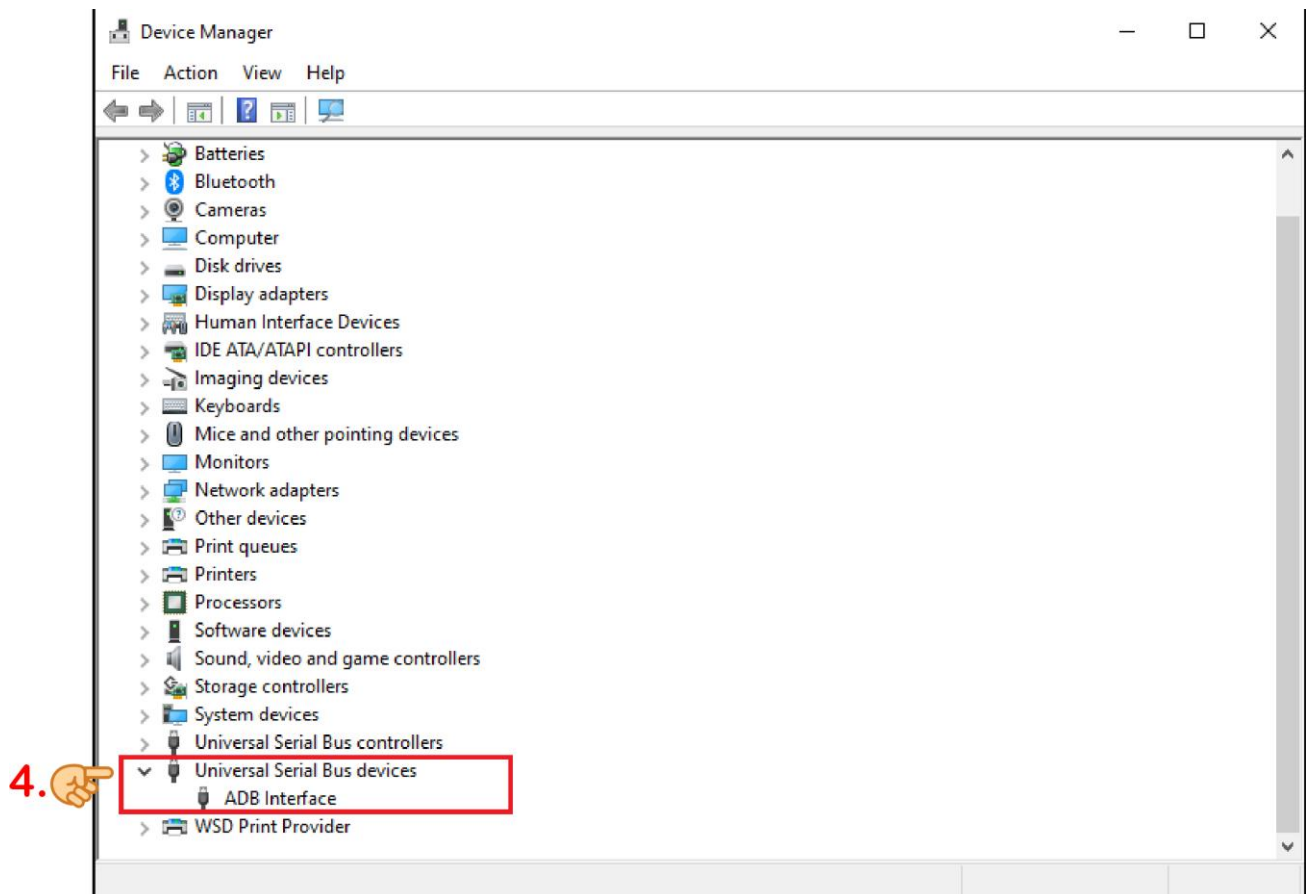 Device Manager
File Action View Help
Batteries
Bluetooth
Cameras
Computer
Disk drives
Display adapters
Human Interface Devices
IDE ATA/ATAPI controllers
Imaging devices
Keyboards
Mice and other pointing devices
Monitors
Network adapters
Other devices
Print queues
Printers
Processors
Software devices
Sound, video and game controllers
Storage controllers
System devices
Universal Serial Bus controllers
4. Universal Serial Bus devices
ADB Interface
WSD Print Provider